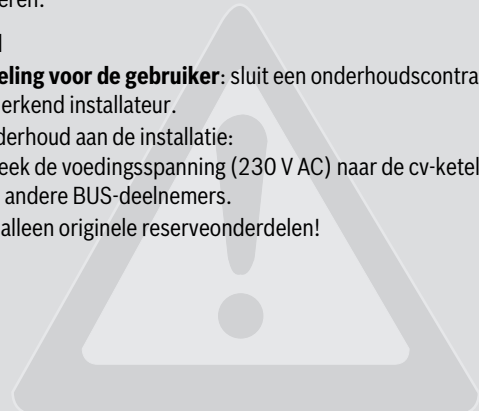 eren.
eling voor de gebruiker: sluit een onderhoudscontra
erkend installateur.
derhoud aan de installatie:
eek de voedingsspanning (230 V AC) naar de cv-ketel
andere BUS-deelnemers.
alleen originele reserveonderdelen!